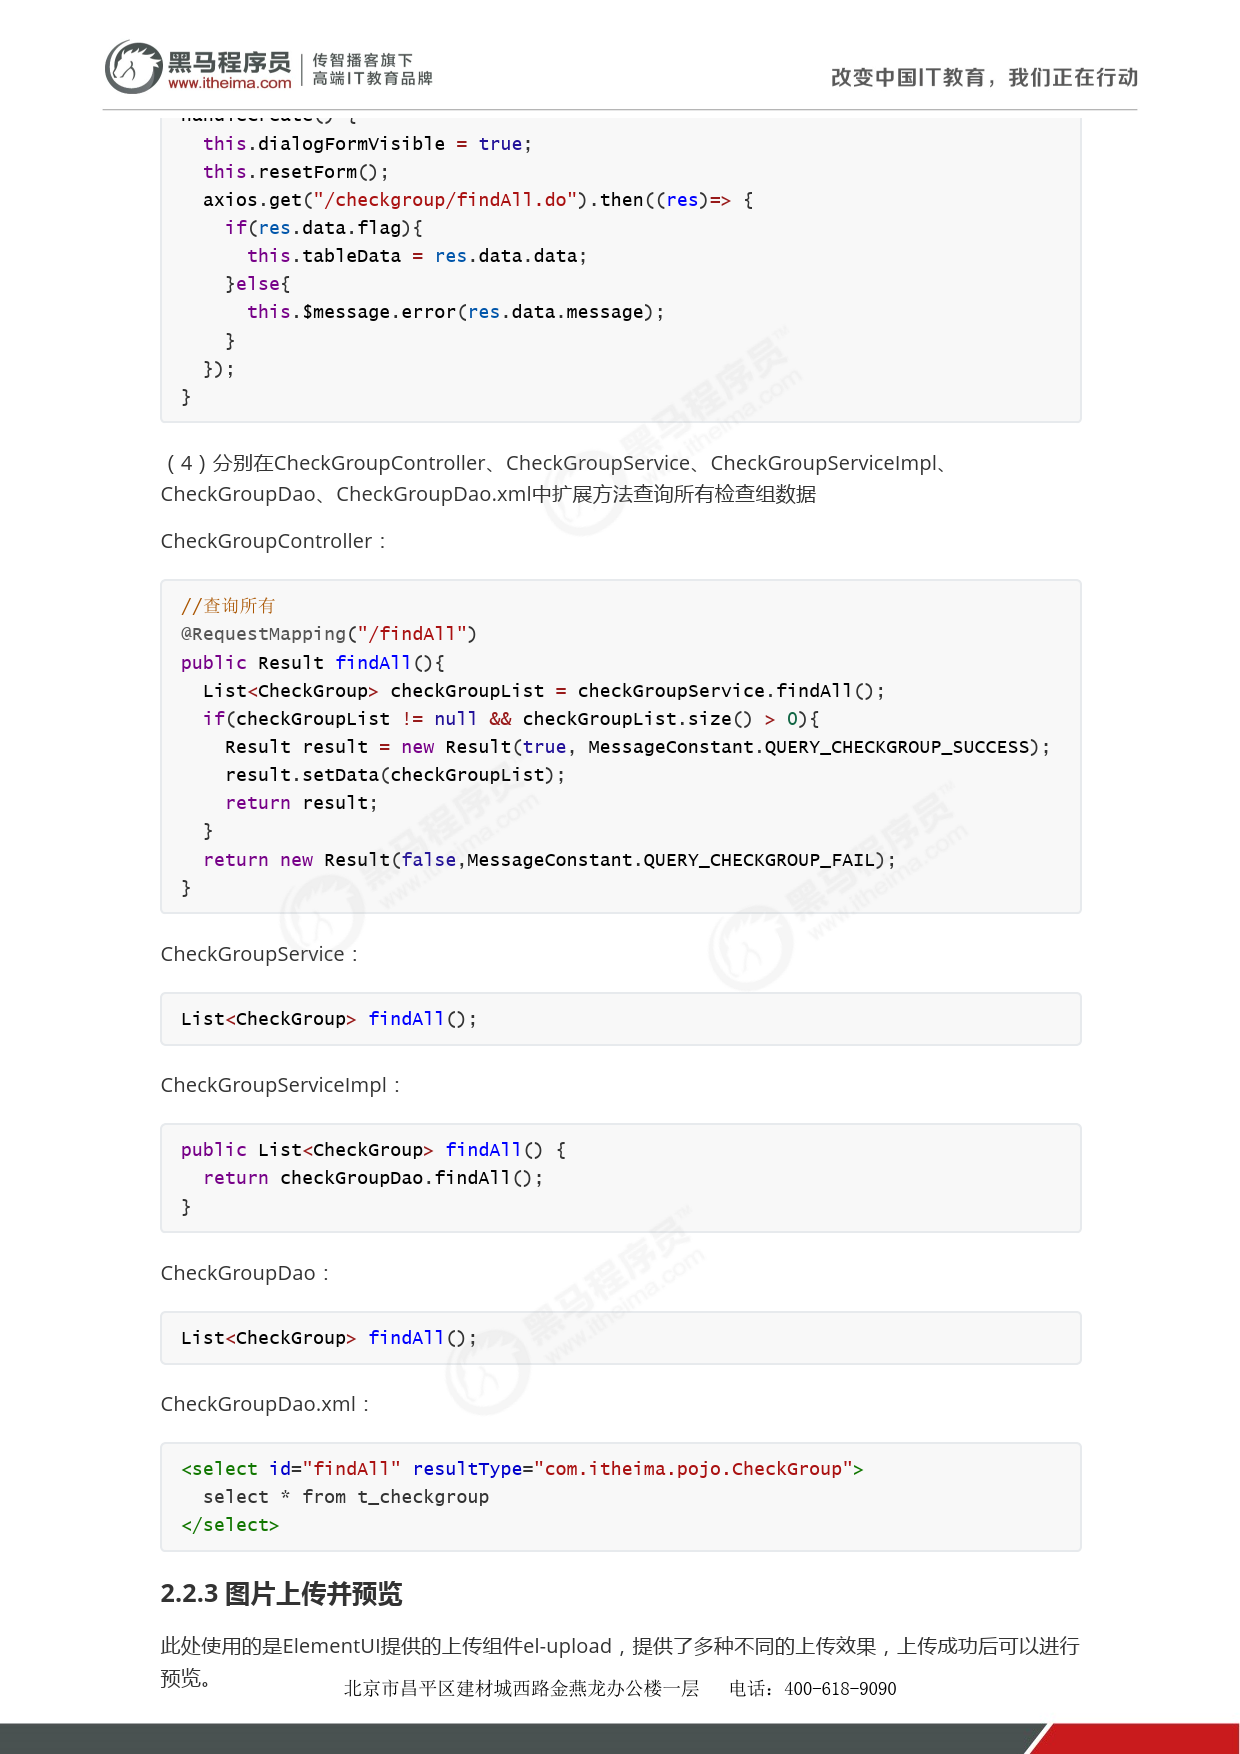 黑马程序员
www.itheima.com
传智播客旗下
高端IT教育品牌
改变中国IT教育，我们正在行动
handleCreate() {
  this.dialogFormVisible = true;
  this.resetForm();
  axios.get("/checkgroup/findAll.do").then((res)=> {
    if(res.data.flag){
      this.tableData = res.data.data;
    }else{
      this.$message.error(res.data.message);
    }
  });
}
（4）分别在CheckGroupController、CheckGroupService、CheckGroupServiceImpl、
CheckGroupDao、CheckGroupDao.xml中扩展方法查询所有检查组数据
CheckGroupController：
//查询所有
@RequestMapping("/findAll")
public Result findAll(){
  List<CheckGroup> checkGroupList = checkGroupService.findAll();
  if(checkGroupList != null && checkGroupList.size() > 0){
    Result result = new Result(true, MessageConstant.QUERY_CHECKGROUP_SUCCESS);
    result.setData(checkGroupList);
    return result;
  }
  return new Result(false,MessageConstant.QUERY_CHECKGROUP_FAIL);
}
CheckGroupService：
List<CheckGroup> findAll();
CheckGroupServiceImpl：
public List<CheckGroup> findAll() {
  return checkGroupDao.findAll();
}
CheckGroupDao：
List<CheckGroup> findAll();
CheckGroupDao.xml：
<select id="findAll" resultType="com.itheima.pojo.CheckGroup">
  select * from t_checkgroup
</select>
2.2.3 图片上传并预览
此处使用的是ElementUI提供的上传组件el-upload，提供了多种不同的上传效果，上传成功后可以进行
预览。
北京市昌平区建材城西路金燕龙办公楼一层 电话：400-618-9090